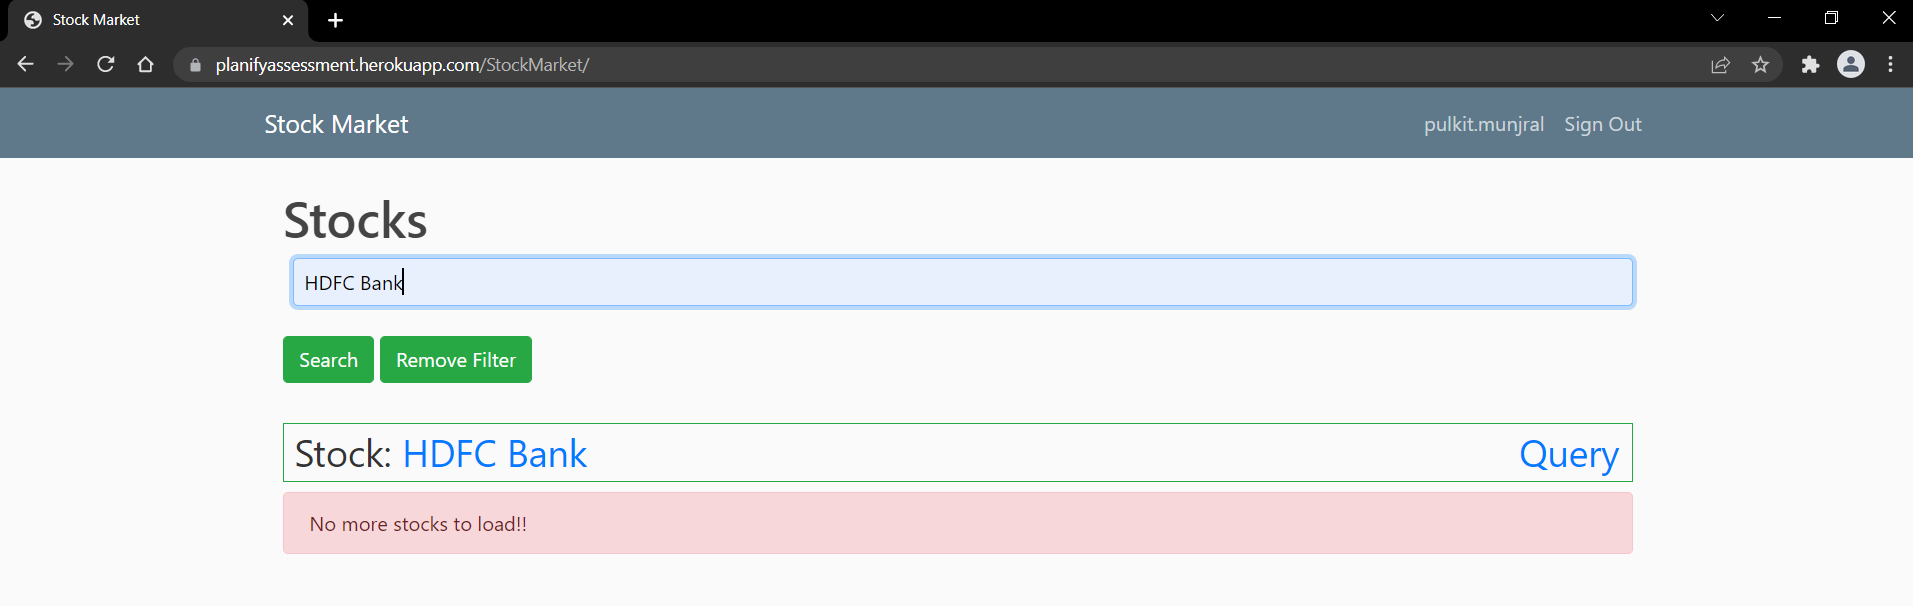 Stock Market
planifyassessment.herokuapp.com/StockMarket/
Stock Market pulkit.munjral Sign Out
Stocks
HDFC Bank
Search Remove Filter
Stock: HDFC Bank Query
No more stocks to load!!